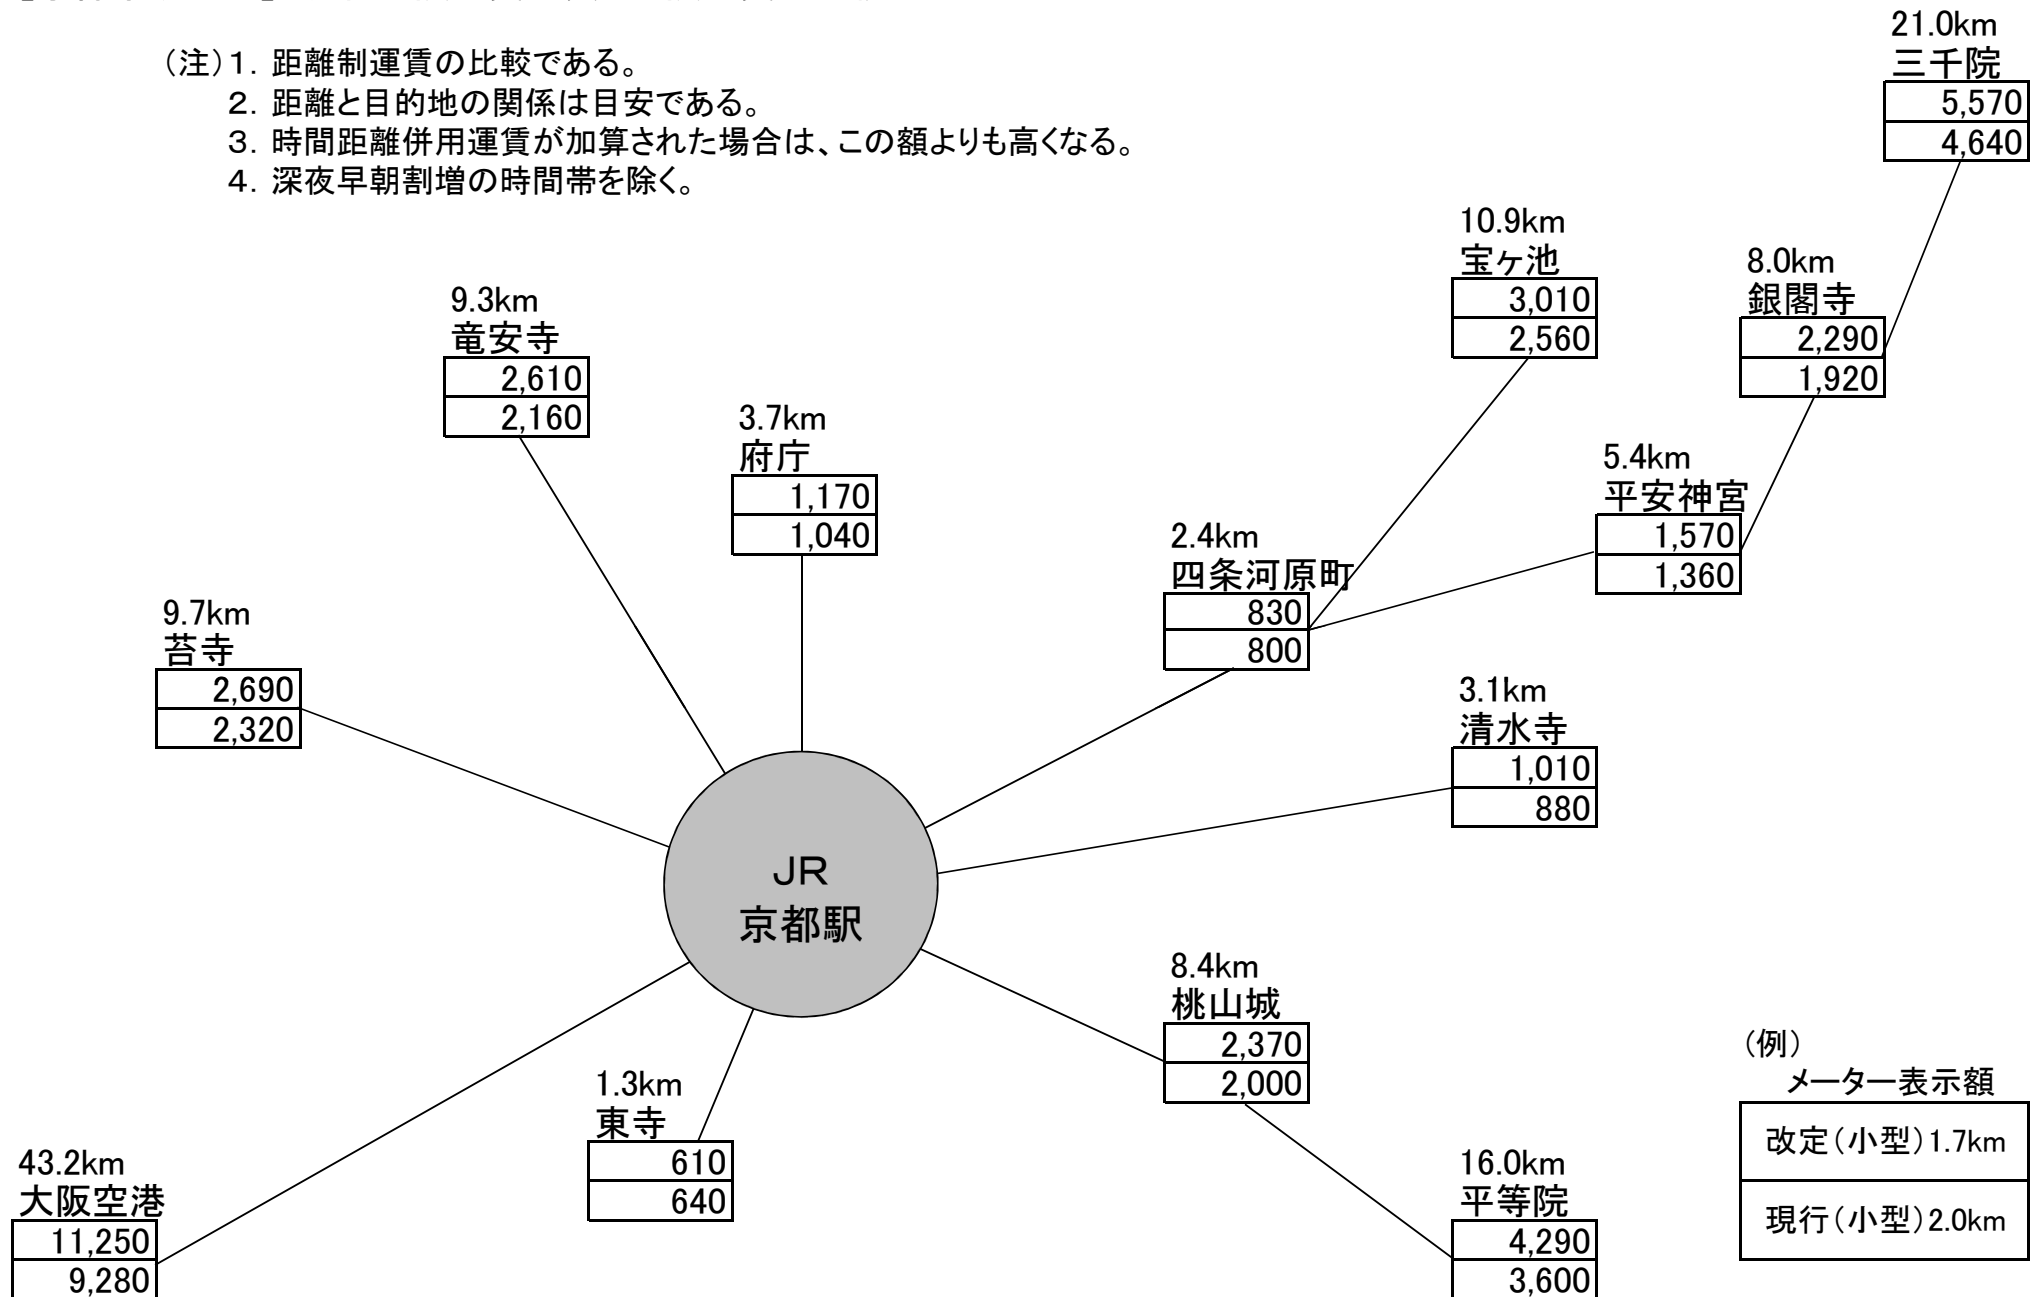 (注)1. 距離制運賃の比較である。
2. 距離と目的地の関係は目安である。
3. 時間距離併用運賃が加算された場合は、この額よりも高くなる。
4. 深夜早朝割増の時間帯を除く。
21.0km
三千院
5,570
4,640
10.9km
宝ヶ池
3,010
2,560
8.0km
銀閣寺
2,290
1,920
9.3km
竜安寺
2,610
2,160
3.7km
府庁
1,170
1,040
5.4km
平安神宮
1,570
1,360
2.4km
四条河原町
830
800
9.7km
苔寺
2,690
2,320
3.1km
清水寺
1,010
880
JR
京都駅
8.4km
桃山城
2,370
2,000
1.3km
東寺
610
640
43.2km
大阪空港
11,250
9,280
16.0km
平等院
4,290
3,600
(例)
メーター表示額
改定(小型)1.7km
現行(小型)2.0km